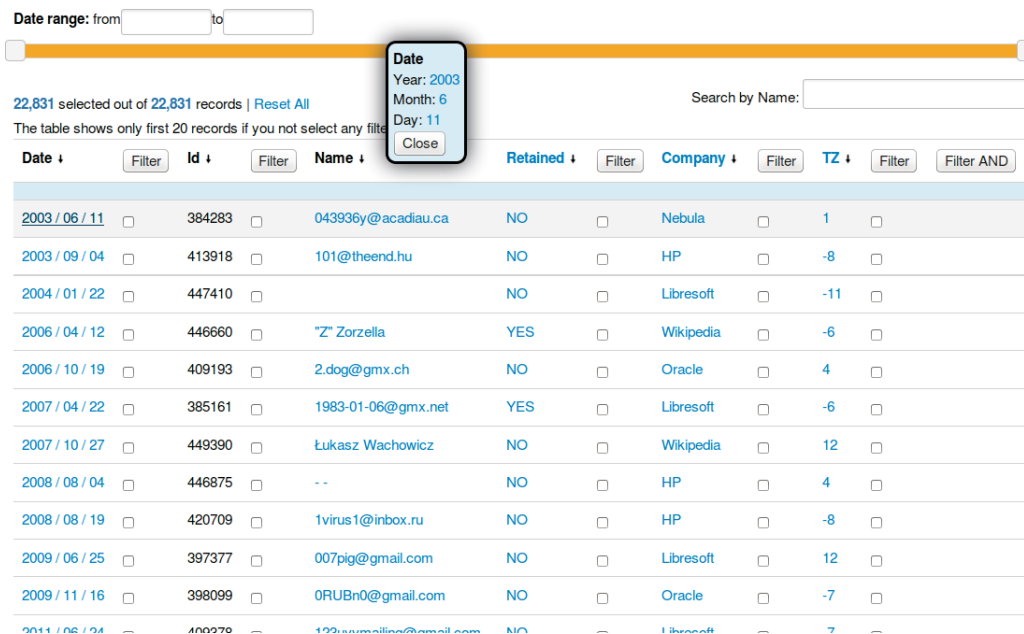 Date range: from to
Date
Year: 2003
Month: 6
Day: 11
Close
22,831 selected out of 22,831 records | Reset All
Search by Name:
The table shows only first 20 records if you not select any filte
Date ↓ Filter Id ↓ Filter Name ↓ Retained ↓ Filter Company ↓ Filter TZ ↓ Filter Filter AND
2003 / 06 / 11 384283 043936y@acadiau.ca NO Nebula 1
2003 / 09 / 04 413918 101@theend.hu NO HP -8
2004 / 01 / 22 447410 NO Libresoft -11
2006 / 04 / 12 446660 "Z" Zorzella YES Wikipedia -6
2006 / 10 / 19 409193 2.dog@gmx.ch NO Oracle 4
2007 / 04 / 22 385161 1983-01-06@gmx.net YES Libresoft -6
2007 / 10 / 27 449390 Łukasz Wachowicz NO Wikipedia 12
2008 / 08 / 04 446875 - - NO HP 4
2008 / 08 / 19 420709 1virus1@inbox.ru NO HP -8
2009 / 06 / 25 397377 007pig@gmail.com NO Libresoft 12
2009 / 11 / 16 398099 0RUBn0@gmail.com NO Oracle -7
2011 / 06 / 24 409378 NO Libresoft -7